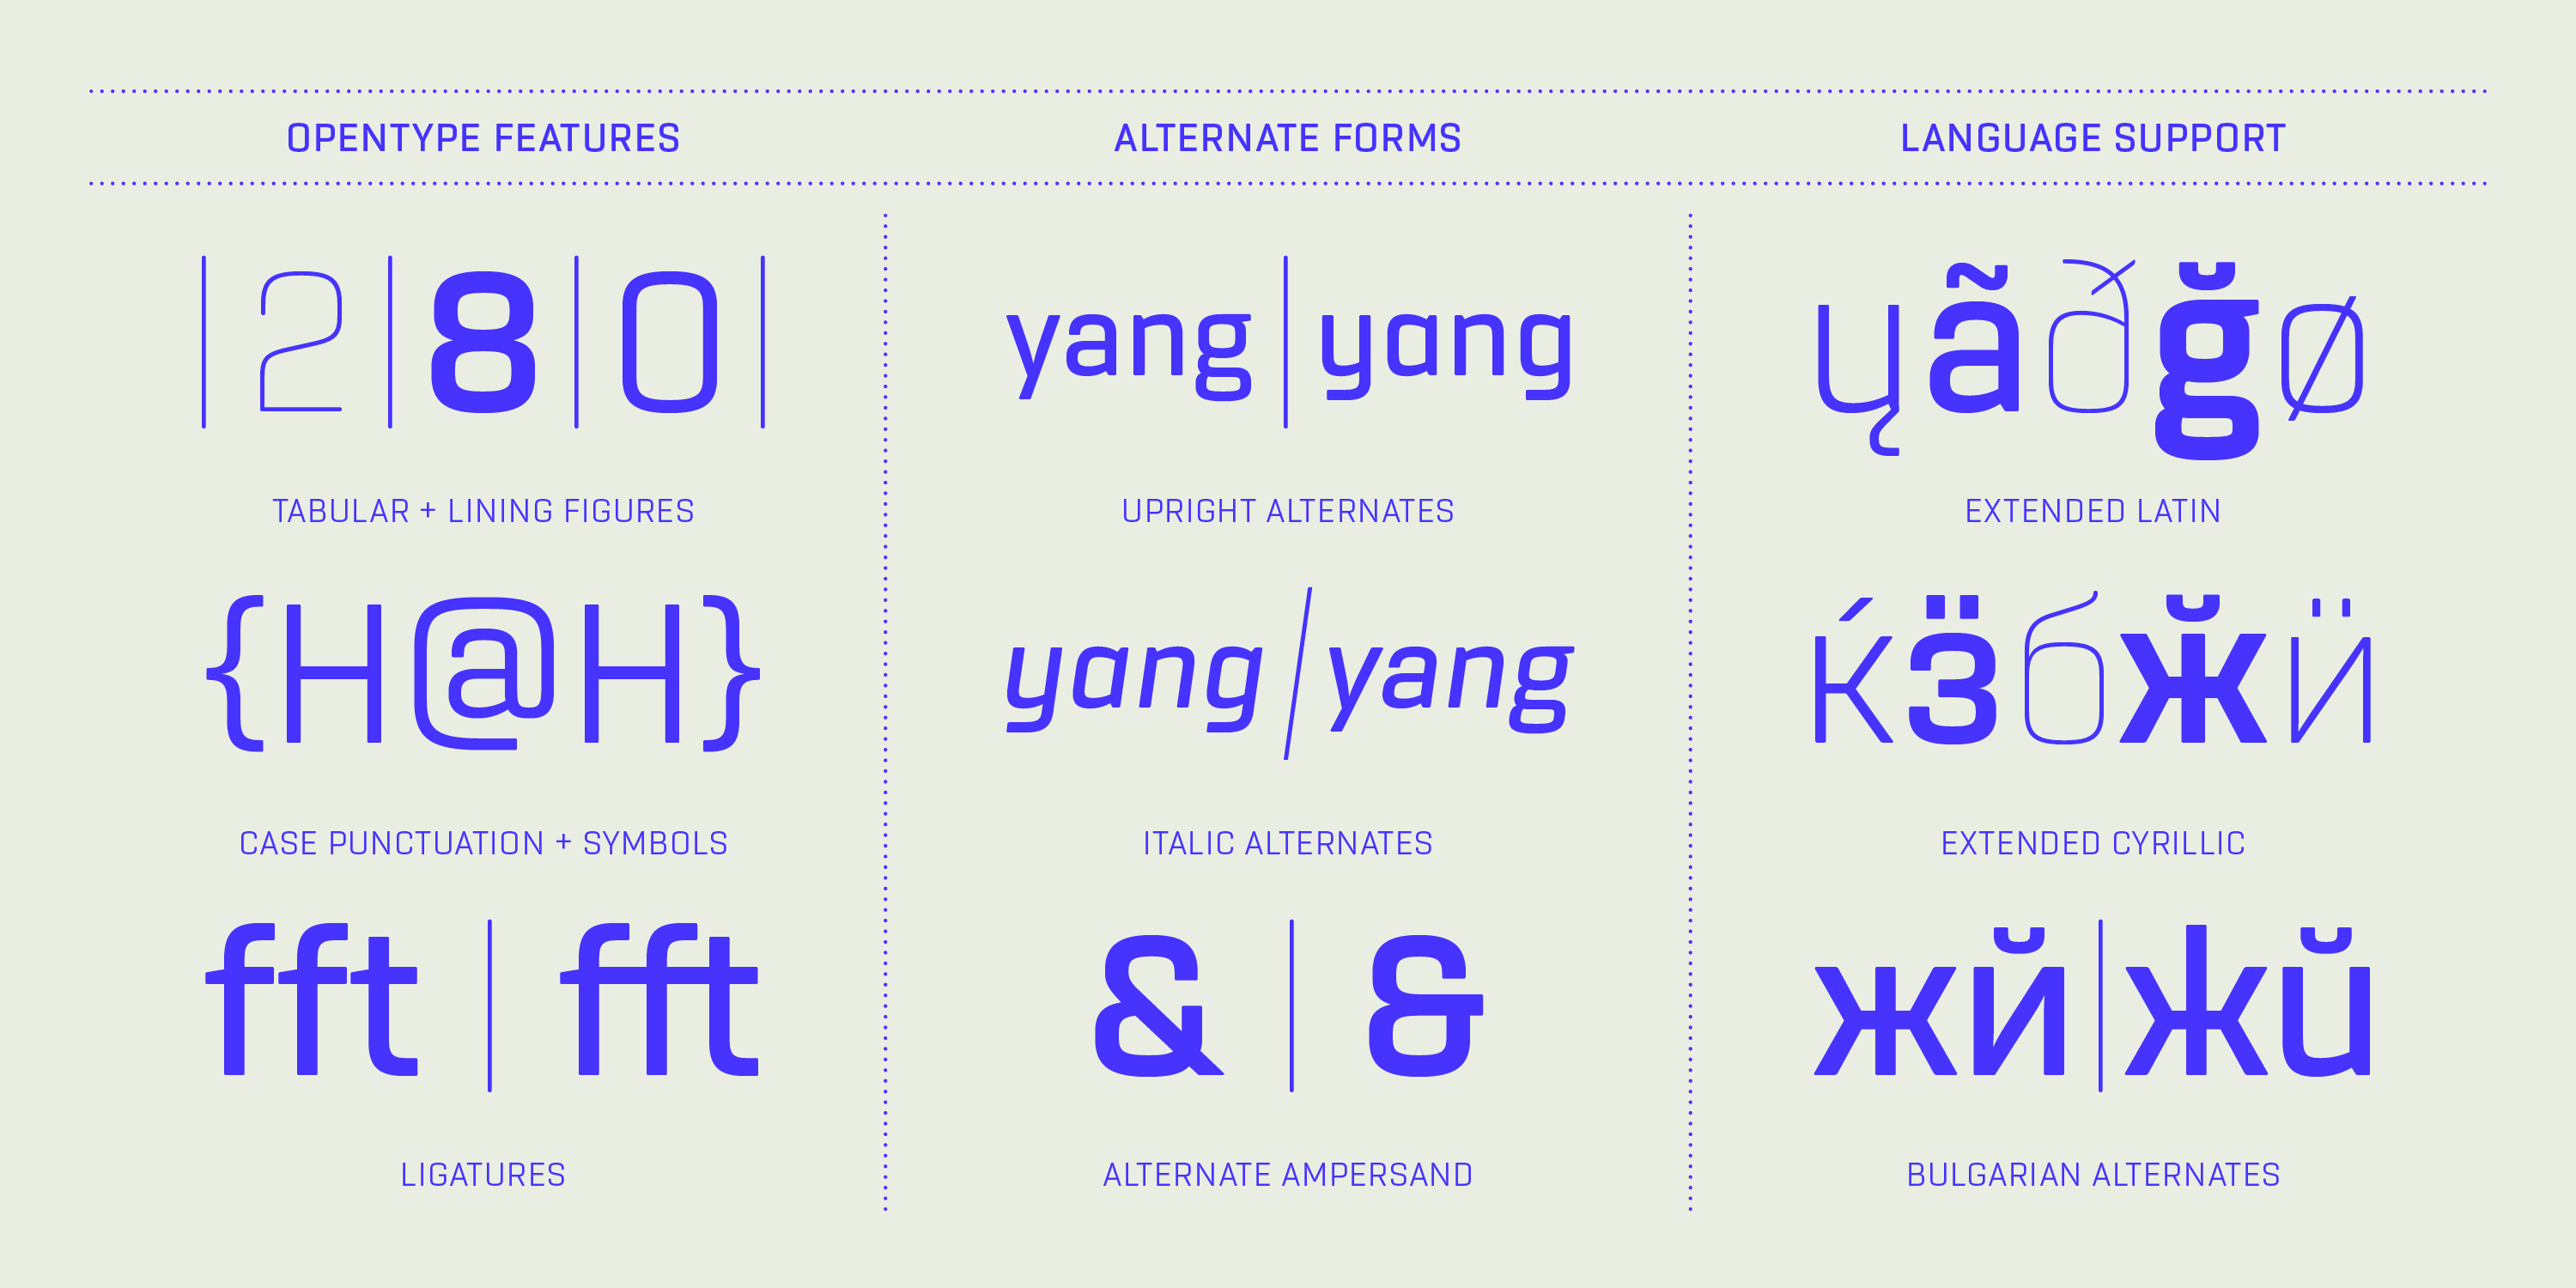 OPENTYPE FEATURES
ALTERNATE FORMS
LANGUAGE SUPPORT
| 2 | 8 | 0 |
TABULAR + LINING FIGURES
{H@H}
CASE PUNCTUATION + SYMBOLS
fft | fft
LIGATURES
yang | yang
UPRIGHT ALTERNATES
yang / yang
ITALIC ALTERNATES
& | &
ALTERNATE AMPERSAND
ųãðğø
EXTENDED LATIN
ќӟбӂӥ
EXTENDED CYRILLIC
жй | жй
BULGARIAN ALTERNATES